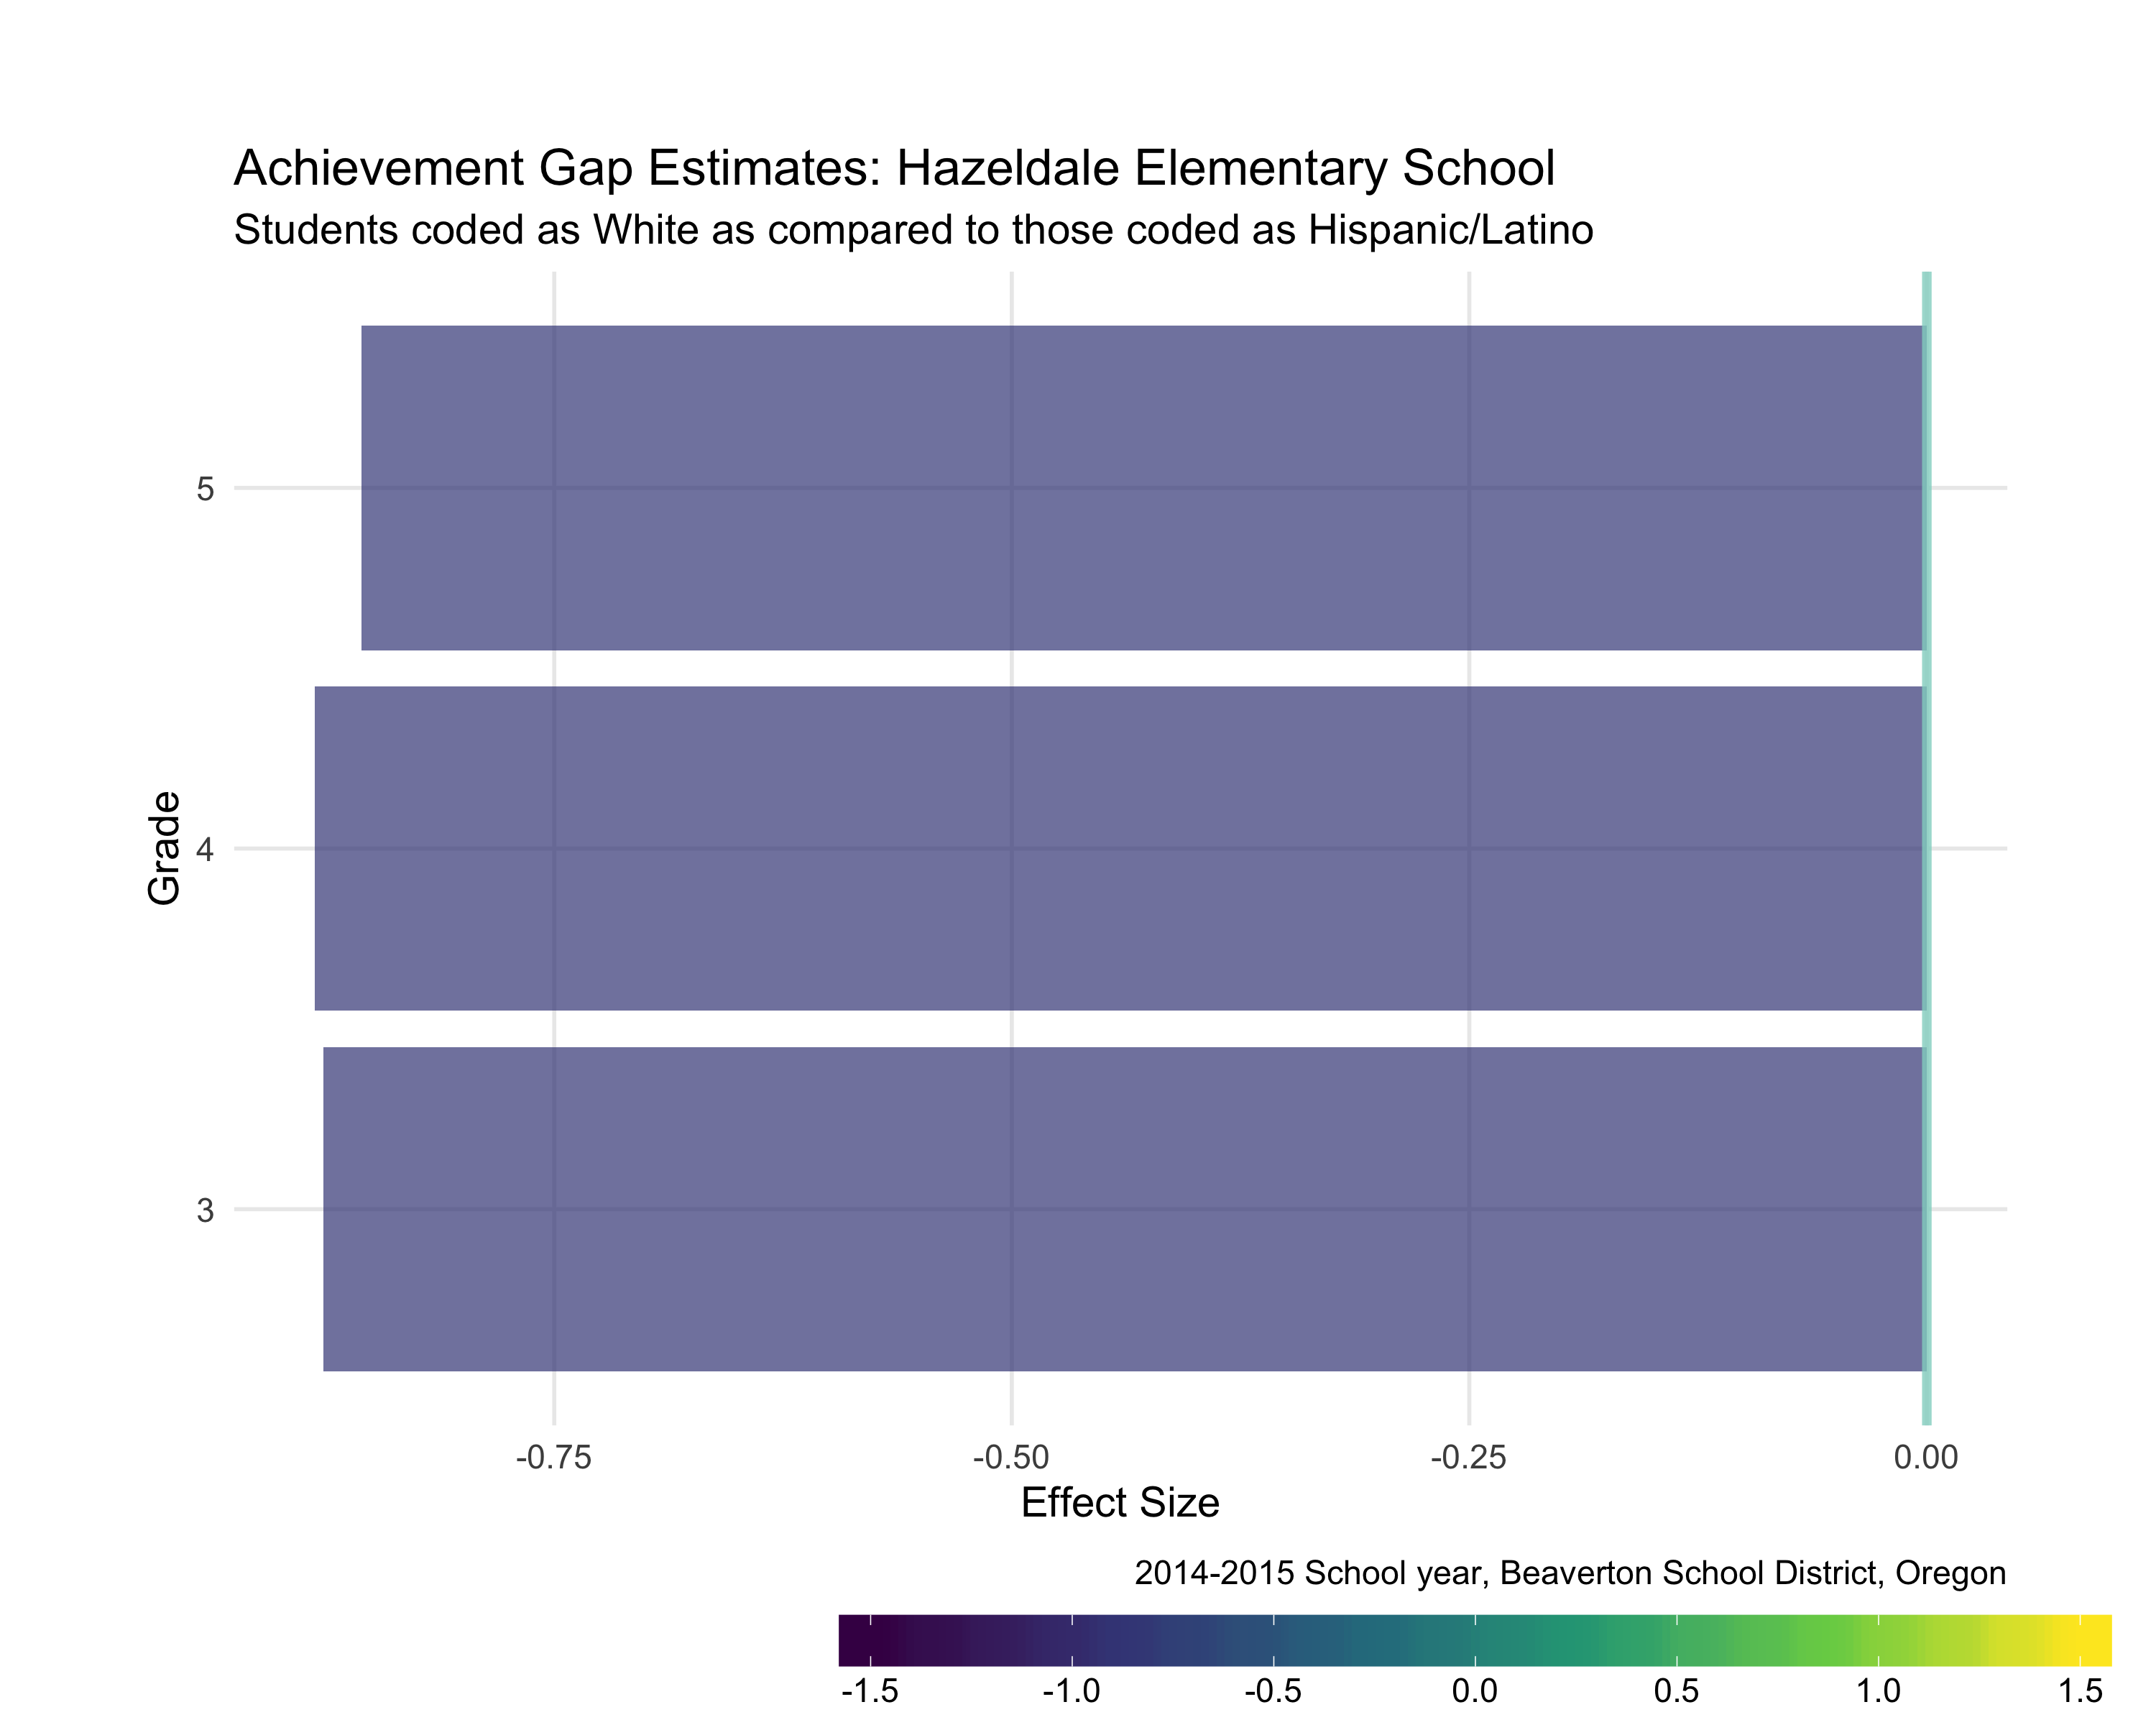 Achievement Gap Estimates: Hazeldale Elementary School
Students coded as White as compared to those coded as Hispanic/Latino
5
4
3
Grade
-0.75 -0.50 -0.25 0.00
Effect Size
2014-2015 School year, Beaverton School District, Oregon
-1.5 -1.0 -0.5 0.0 0.5 1.0 1.5